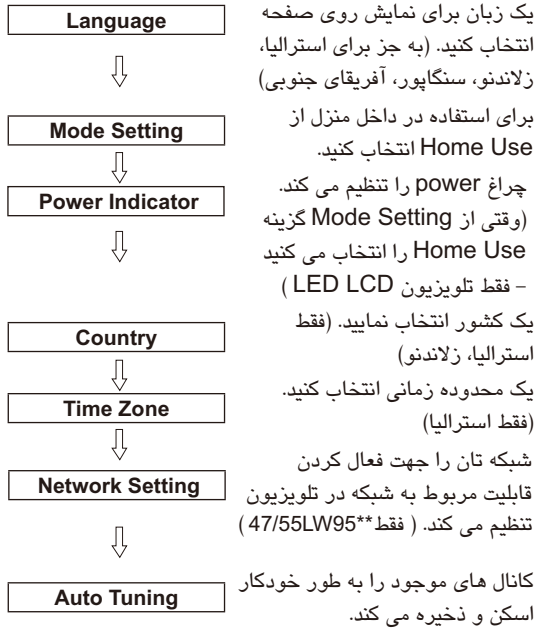 Language
یک زبان برای نمایش روی صفحه
انتخاب کنید. (به جز برای استرالیا،
زلاندنو، سنگاپور، آفریقای جنوبی)
Mode Setting
برای استفاده در داخل منزل از
Home Use انتخاب کنید.
Power Indicator
چراغ power را تنظیم می کند.
(وقتی از Mode Setting گزینه
Home Use را انتخاب می کنید
– فقط تلویزیون LED LCD )
Country
یک کشور انتخاب نمایید. (فقط
استرالیا، زلاندنو)
Time Zone
یک محدوده زمانی انتخاب کنید.
(فقط استرالیا)
Network Setting
شبکه تان را جهت فعال کردن
قابلیت مربوط به شبکه در تلویزیون
تنظیم می کند. ( فقط 47/55LW95** )
Auto Tuning
کانال های موجود را به طور خودکار
اسکن و ذخیره می کند.